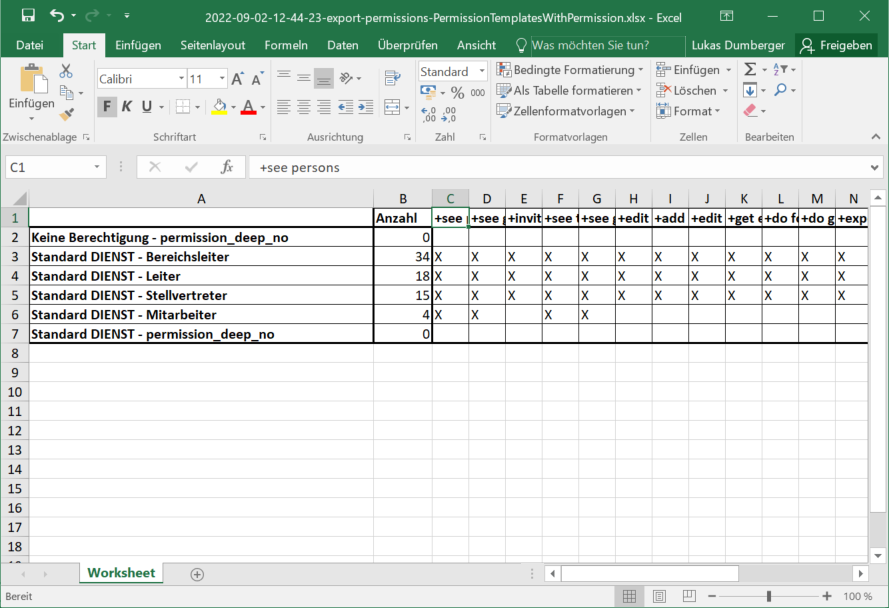 2022-09-02-12-44-23-export-permissions-PermissionTemplatesWithPermission.xlsx - Excel
Datei Start Einfügen Seitenlayout Formeln Daten Überprüfen Ansicht Was möchten Sie tun? Lukas Dumberger Freigeben
Einfügen
Zwischenablage
Calibri 11 A A
F K U A
Schriftart
Ausrichtung
Standard
% 000
,00 ,00
Zahl
Bedingte Formatierung
Als Tabelle formatieren
Zellenformatvorlagen
Formatvorlagen
Einfügen
Löschen
Format
Zellen
Σ
Bearbeiten
C1 fx +see persons
A B C D E F G H I J K L M N
1 Anzahl +see +see +invit +see +see +edit +add +edit +get +do +do +exp
2 Keine Berechtigung - permission_deep_no 0
3 Standard DIENST - Bereichsleiter 34 X X X X X X X X X X X X
4 Standard DIENST - Leiter 18 X X X X X X X X X X X X
5 Standard DIENST - Stellvertreter 15 X X X X X X X X X X X X
6 Standard DIENST - Mitarbeiter 4 X X X X
7 Standard DIENST - permission_deep_no 0
8
9
10
11
12
13
14
15
16
17
18
Worksheet
Bereit 100 %